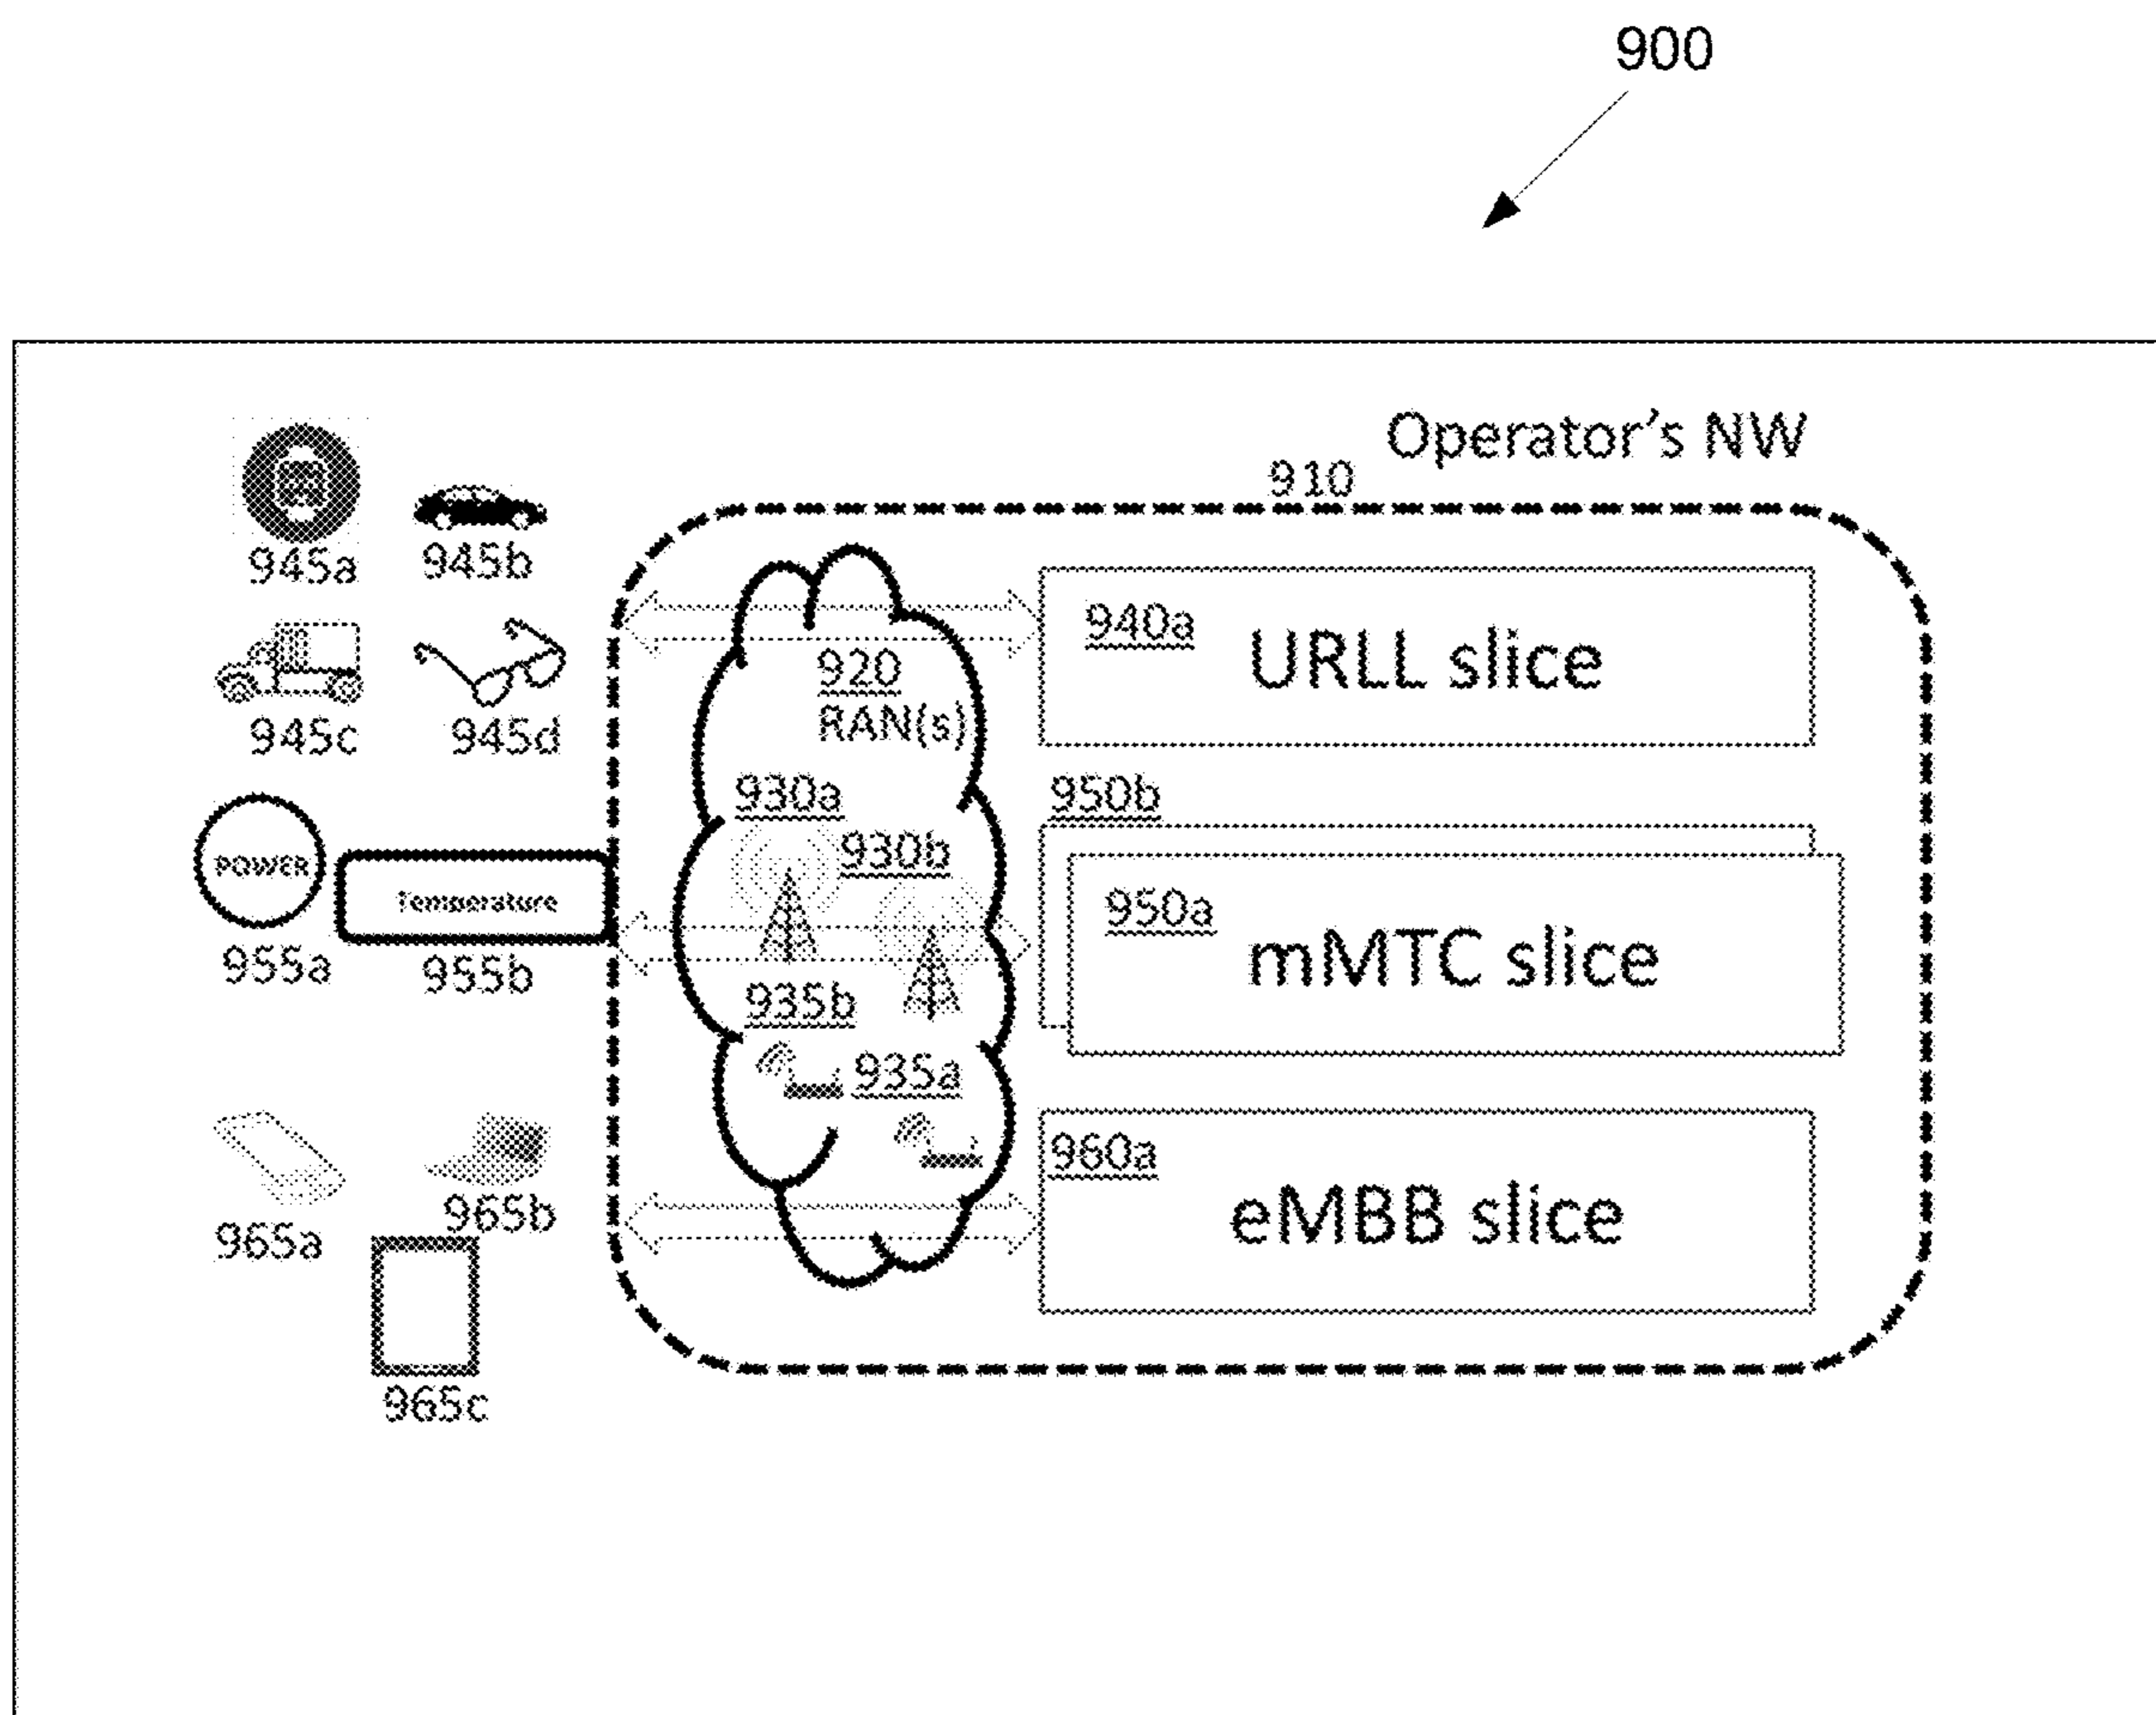 900
Operator's NW
910
945a
945b
945c
945d
920
RAN(s)
940a
URLL slice
930a
930b
950b
950a
mMTC slice
POWER
Temperature
955a
955b
935b
935a
960a
eMBB slice
965a
965b
965c